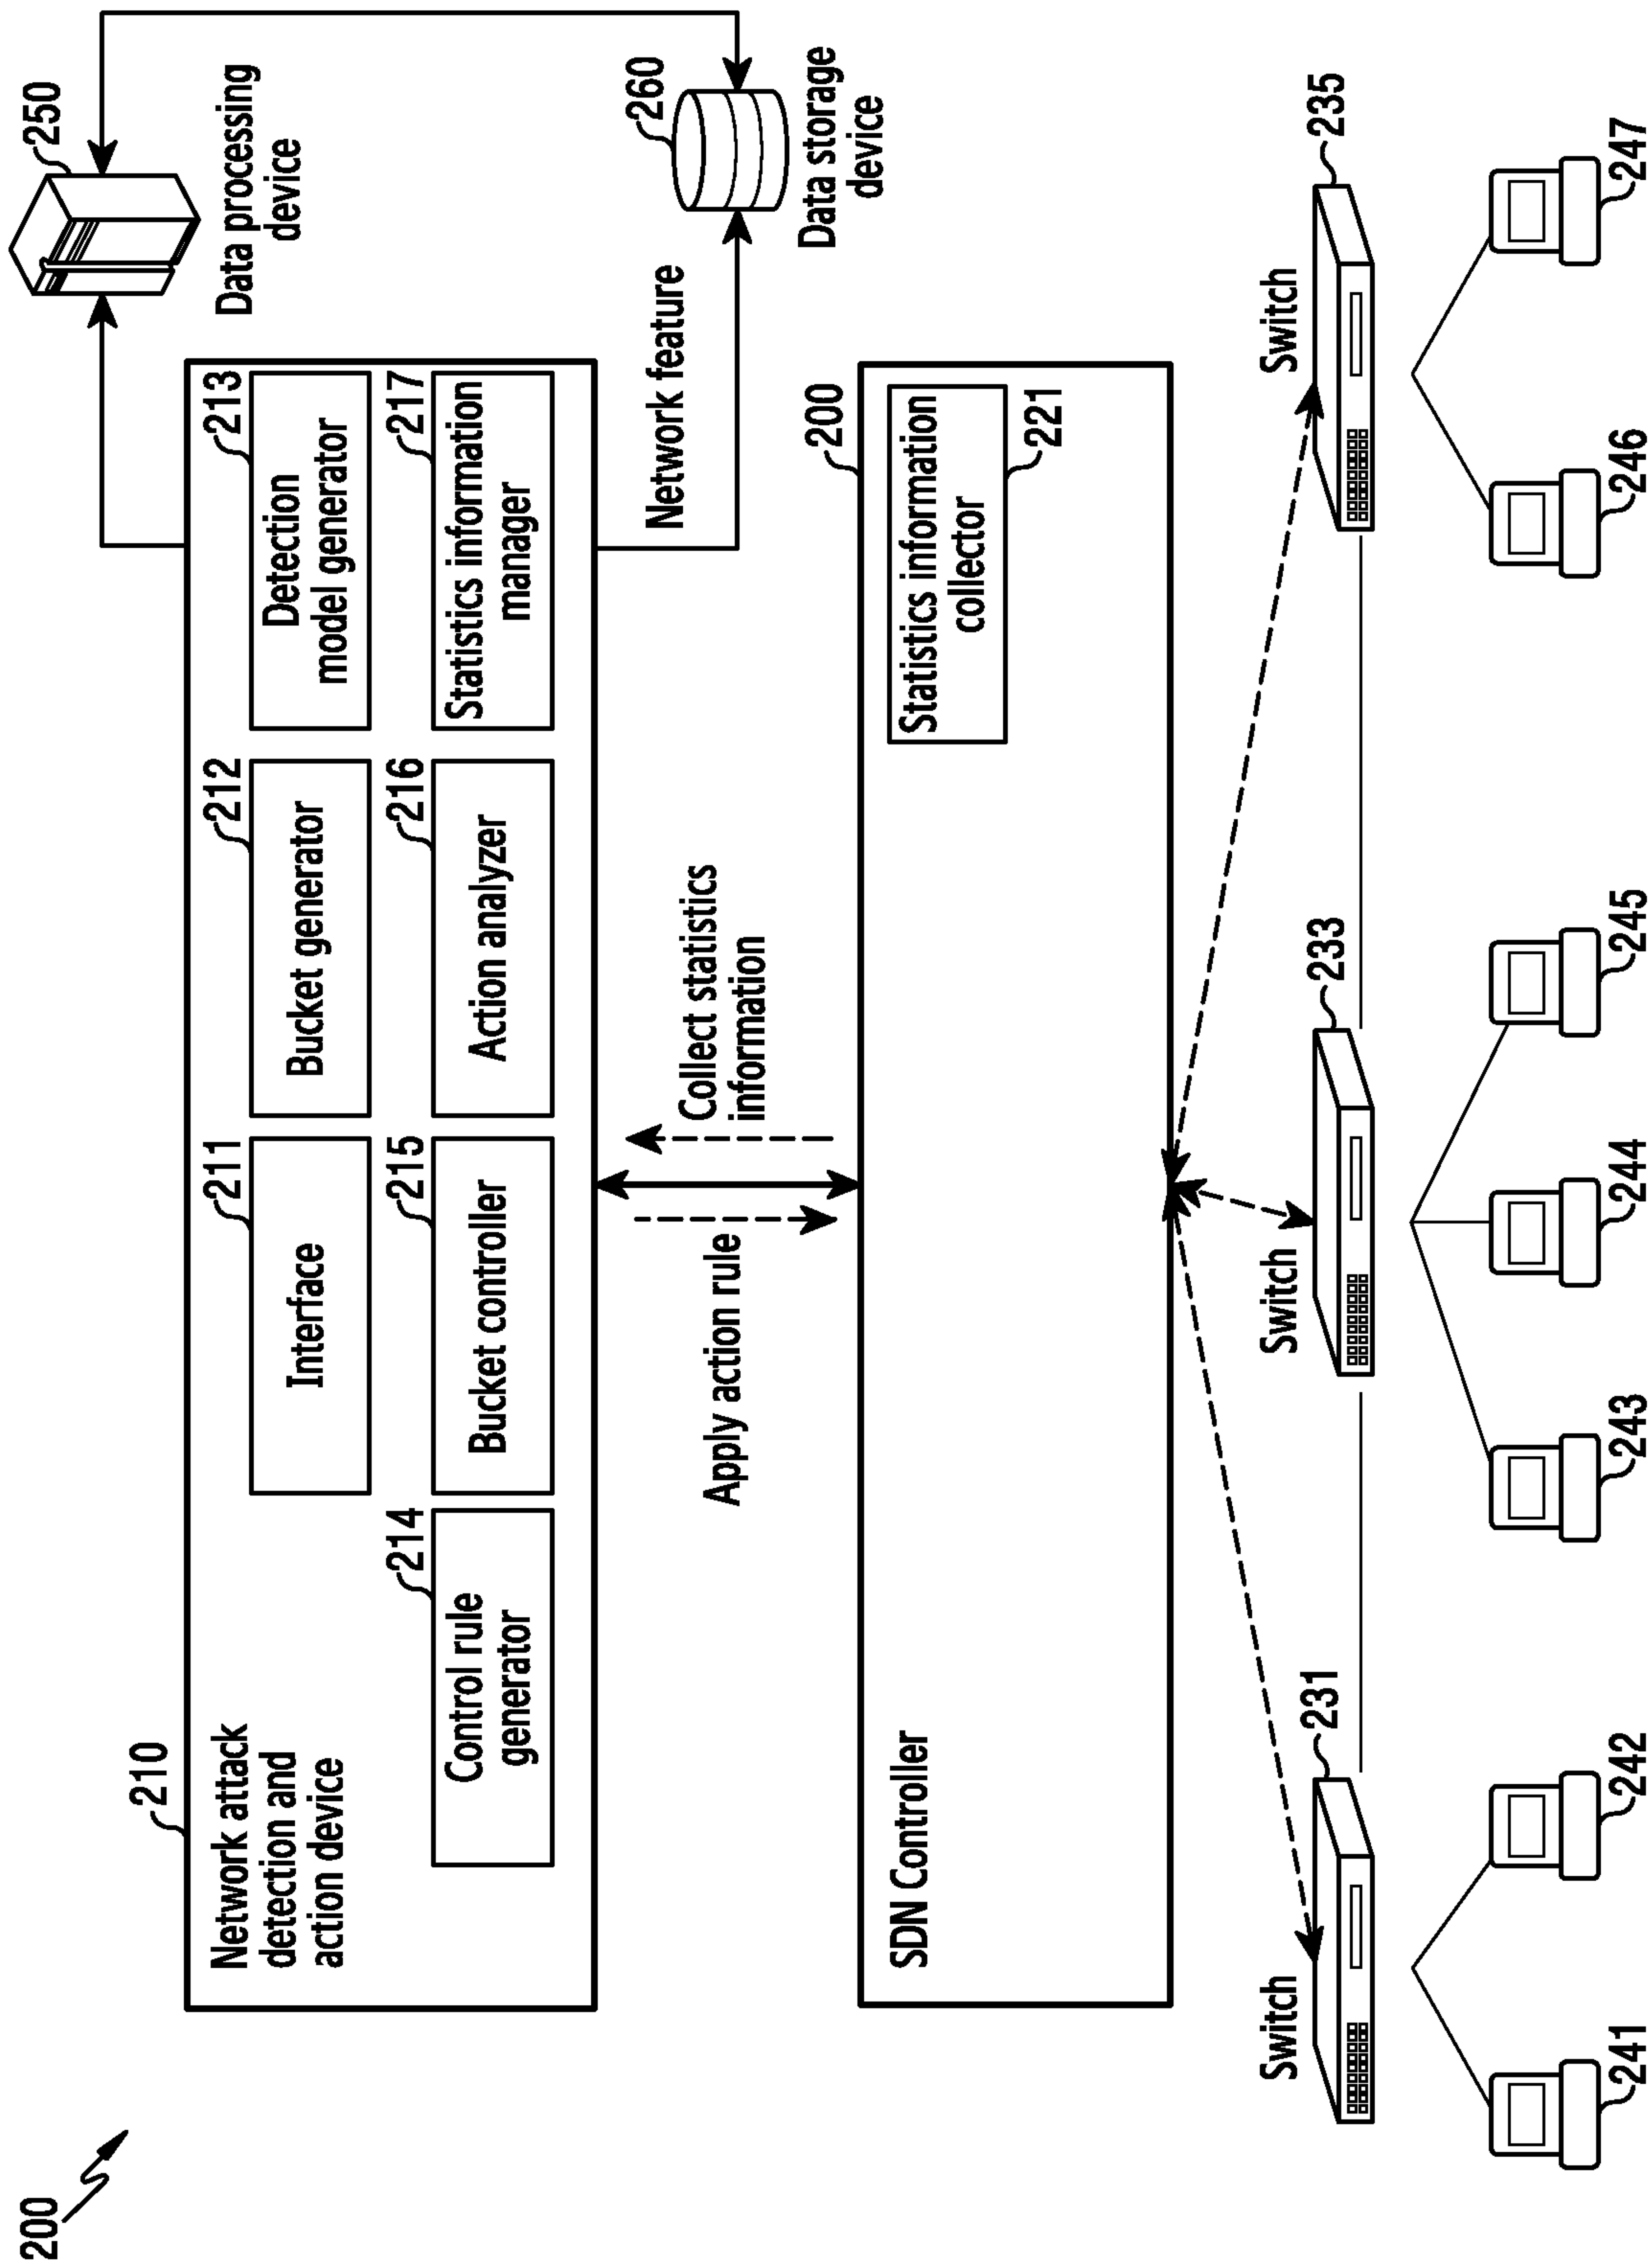 200
250
Data processing
device
210
Network attack
detection and
action device
211
Interface
212
Bucket generator
213
Detection
model generator
214
Control rule
generator
215
Bucket controller
216
Action analyzer
217
Statistics information
manager
Network feature
260
Data storage
device
Apply action rule
Collect statistics
information
200
SDN Controller
Statistics information
collector
221
Switch
231
Switch
233
Switch
235
241
242
243
244
245
246
247